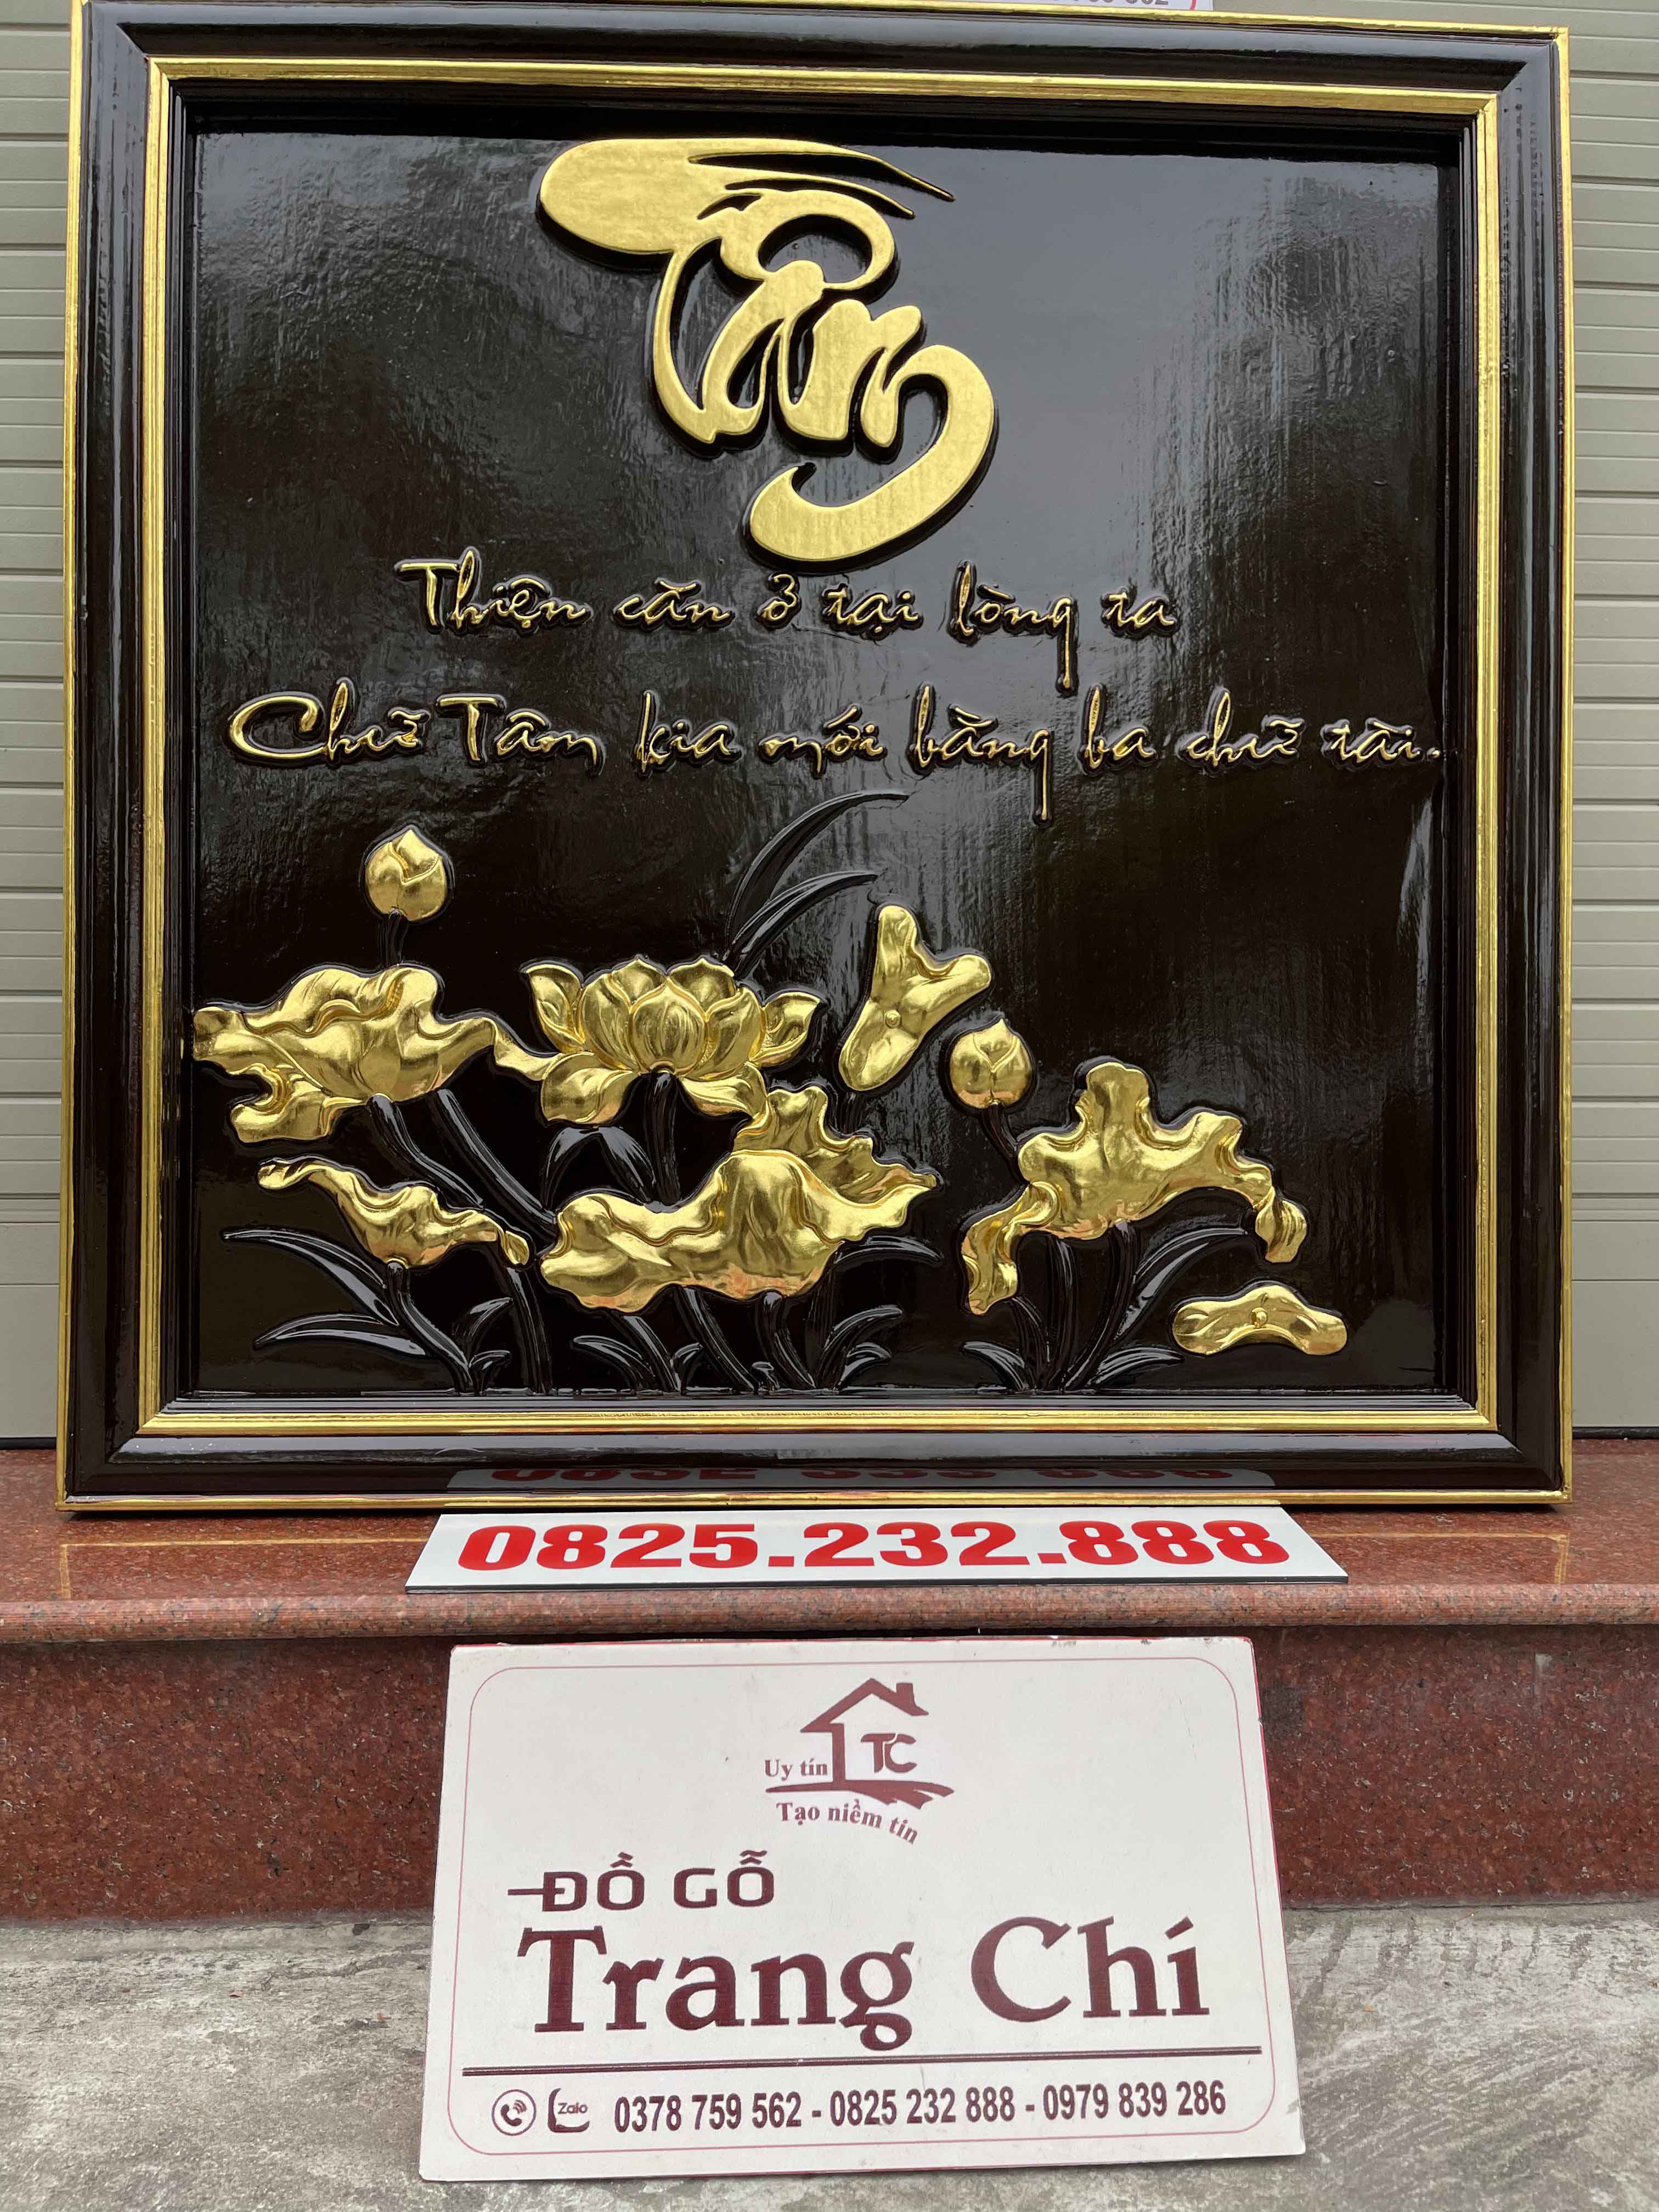 Tâm
Thiện căn ở tại lòng ta
Chữ Tâm kia mới bằng ba chữ tài.
0825.232.888
Uy tín TC
Tạo niềm tin
ĐỒ GỖ
Trang Chí
Zalo 0378 759 562 - 0825 232 888 - 0979 839 286